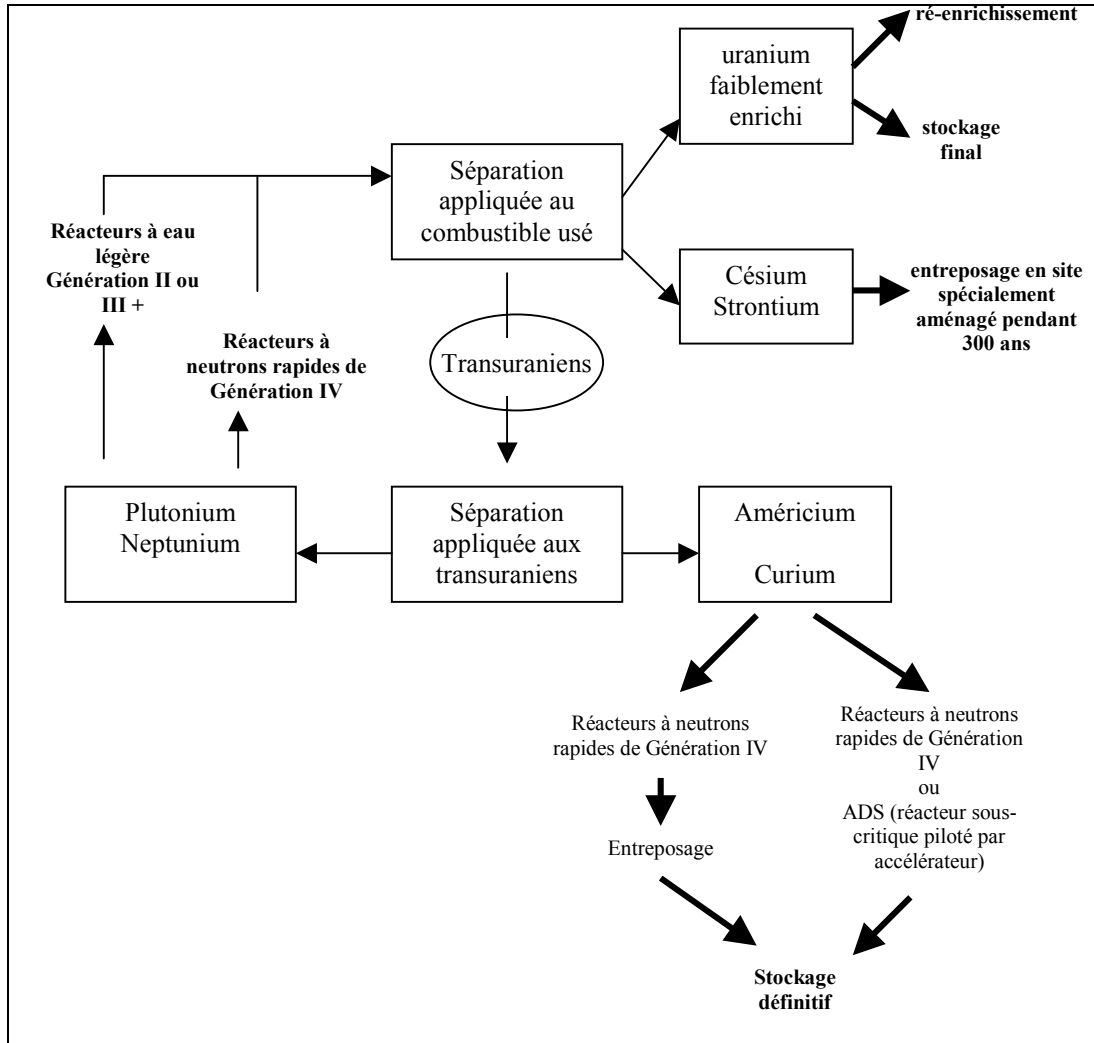 ré-enrichissement
uranium
faiblement
enrichi
stockage
final
Séparation
appliquée au
combustible usé
Réacteurs à eau
légère
Génération II ou
III +
Césium
Strontium
entreposage en site
spécialement
aménagé pendant
300 ans
Réacteurs à
neutrons rapides de
Génération IV
Transuraniens
Plutonium
Neptunium
Séparation
appliquée aux
transuraniens
Américium
Curium
Réacteurs à neutrons
rapides de Génération IV
Entreposage
Réacteurs à neutrons
rapides de Génération
IV
ou
ADS (réacteur sous-
critique piloté par
accélérateur)
Stockage
définitif